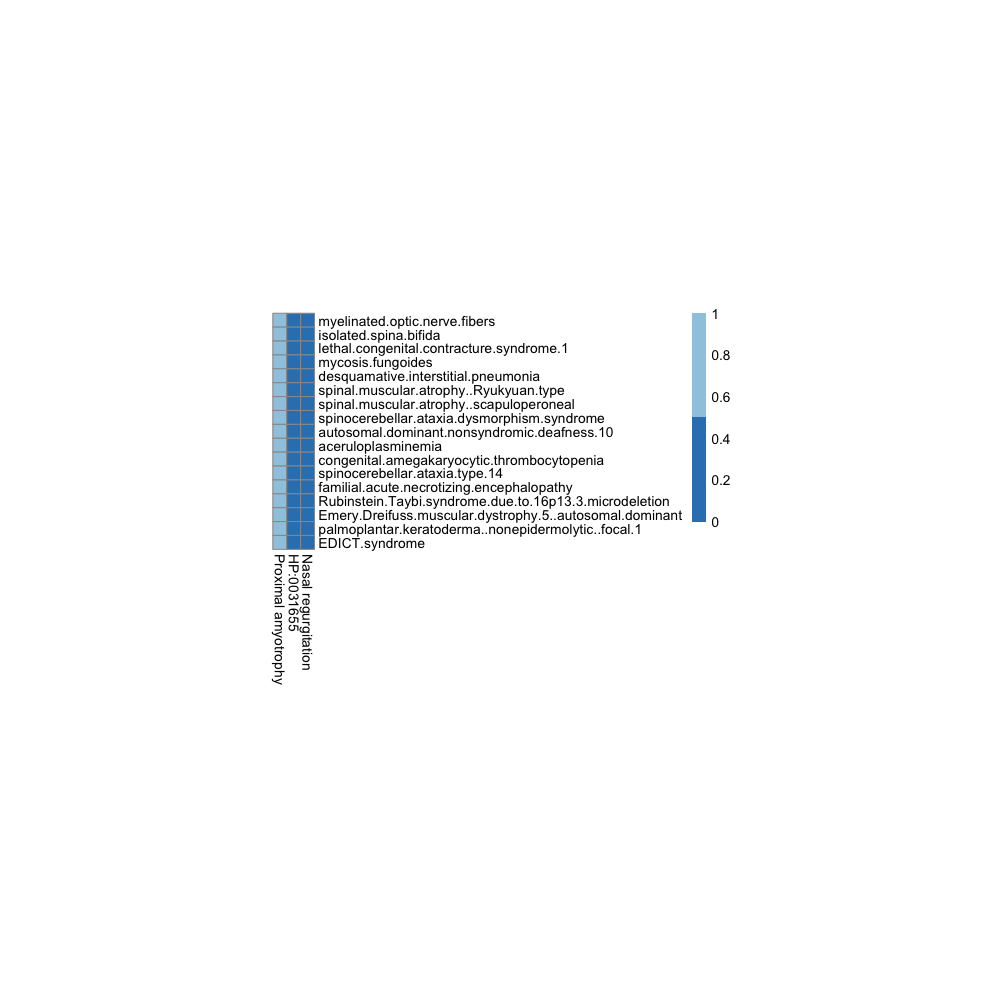 myelinated.optic.nerve.fibers
isolated.spina.bifida
lethal.congenital.contracture.syndrome.1
mycosis.fungoides
desquamative.interstitial.pneumonia
spinal.muscular.atrophy..Ryukyuan.type
spinal.muscular.atrophy..scapuloperoneal
spinocerebellar.ataxia.dysmorphism.syndrome
autosomal.dominant.nonsyndromic.deafness.10
aceruloplasminemia
congenital.amegakaryocytic.thrombocytopenia
spinocerebellar.ataxia.type.14
familial.acute.necrotizing.encephalopathy
Rubinstein.Taybi.syndrome.due.to.16p13.3.microdeletion
Emery.Dreifuss.muscular.dystrophy.5..autosomal.dominant
palmoplantar.keratoderma..nonepidermolytic..focal.1
EDICT.syndrome
1
0.8
0.6
0.4
0.2
0
Proximal amyotrophy
HP:0031655
Nasal regurgitation